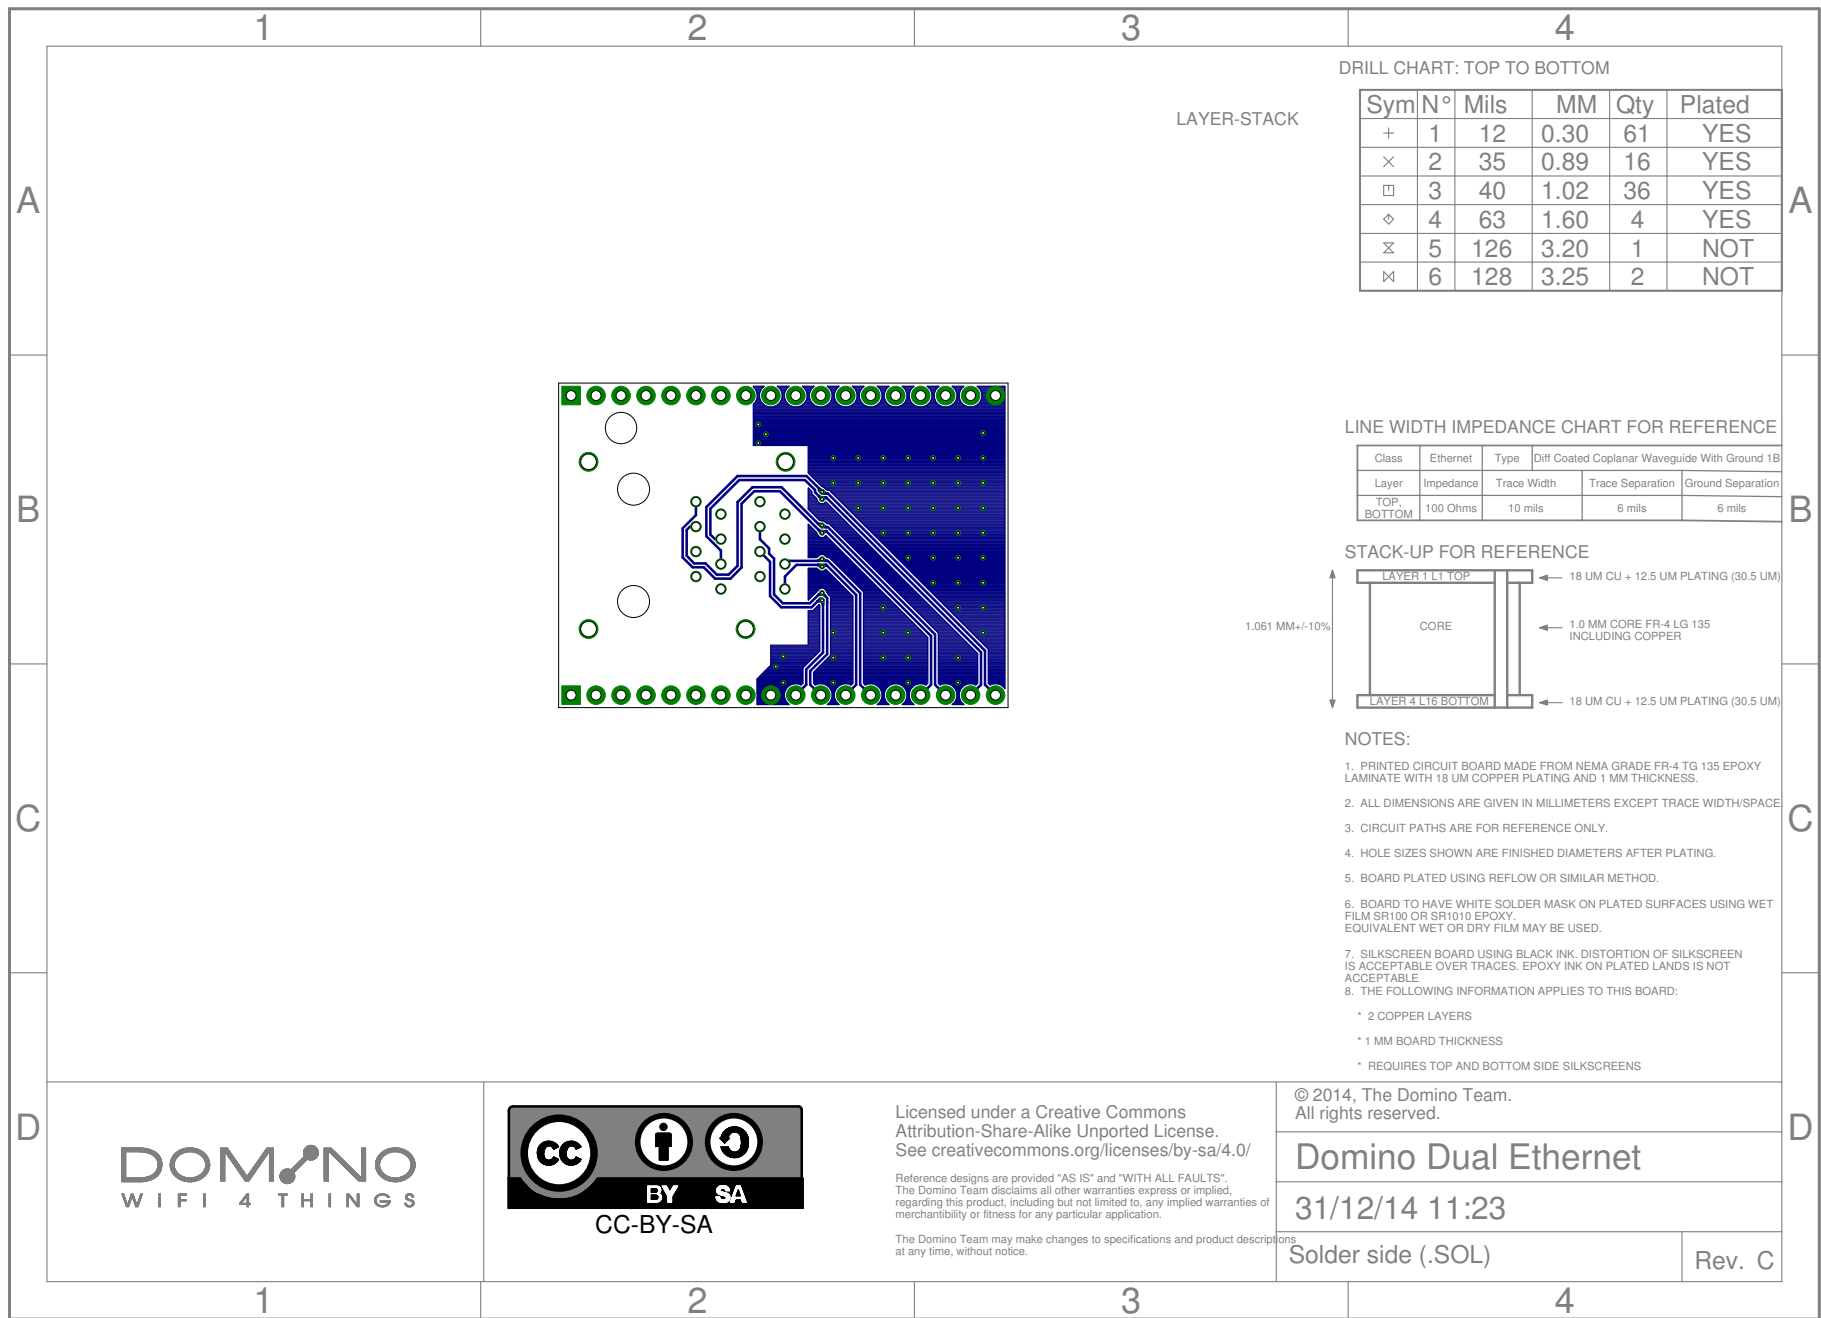 1 2 3 4
DRILL CHART: TOP TO BOTTOM
LAYER-STACK
Sym N° Mils MM Qty Plated
+ 1 12 0.30 61 YES
× 2 35 0.89 16 YES
3 40 1.02 36 YES
4 63 1.60 4 YES
5 126 3.20 1 NOT
6 128 3.25 2 NOT
A A
LINE WIDTH IMPEDANCE CHART FOR REFERENCE
Class Ethernet Type Diff Coated Coplanar Waveguide With Ground 1B
Layer Impedance Trace Width Trace Separation Ground Separation
TOP, BOTTOM 100 Ohms 10 mils 6 mils 6 mils
B B
STACK-UP FOR REFERENCE
LAYER 1 L1 TOP 18 UM CU + 12.5 UM PLATING (30.5 UM)
1.061 MM+/-10% CORE 1.0 MM CORE FR-4 LG 135
INCLUDING COPPER
LAYER 4 L16 BOTTOM 18 UM CU + 12.5 UM PLATING (30.5 UM)
NOTES:
1. PRINTED CIRCUIT BOARD MADE FROM NEMA GRADE FR-4 TG 135 EPOXY
LAMINATE WITH 18 UM COPPER PLATING AND 1 MM THICKNESS.
2. ALL DIMENSIONS ARE GIVEN IN MILLIMETERS EXCEPT TRACE WIDTH/SPACE
C C
3. CIRCUIT PATHS ARE FOR REFERENCE ONLY.
4. HOLE SIZES SHOWN ARE FINISHED DIAMETERS AFTER PLATING.
5. BOARD PLATED USING REFLOW OR SIMILAR METHOD.
6. BOARD TO HAVE WHITE SOLDER MASK ON PLATED SURFACES USING WET
FILM SR100 OR SR1010 EPOXY.
EQUIVALENT WET OR DRY FILM MAY BE USED.
7. SILKSCREEN BOARD USING BLACK INK. DISTORTION OF SILKSCREEN
IS ACCEPTABLE OVER TRACES. EPOXY INK ON PLATED LANDS IS NOT
ACCEPTABLE
8. THE FOLLOWING INFORMATION APPLIES TO THIS BOARD:
* 2 COPPER LAYERS
* 1 MM BOARD THICKNESS
* REQUIRES TOP AND BOTTOM SIDE SILKSCREENS
D D
DOMINO
WIFI 4 THINGS
cc
BY SA
CC-BY-SA
Licensed under a Creative Commons
Attribution-Share-Alike Unported License.
See creativecommons.org/licenses/by-sa/4.0/
Reference designs are provided "AS IS" and "WITH ALL FAULTS".
The Domino Team disclaims all other warranties express or implied,
regarding this product, including but not limited to, any implied warranties of
merchantibility or fitness for any particular application.
The Domino Team may make changes to specifications and product descriptions
at any time, without notice.
© 2014, The Domino Team.
All rights reserved.
Domino Dual Ethernet
31/12/14 11:23
Solder side (.SOL)
Rev. C
1 2 3 4